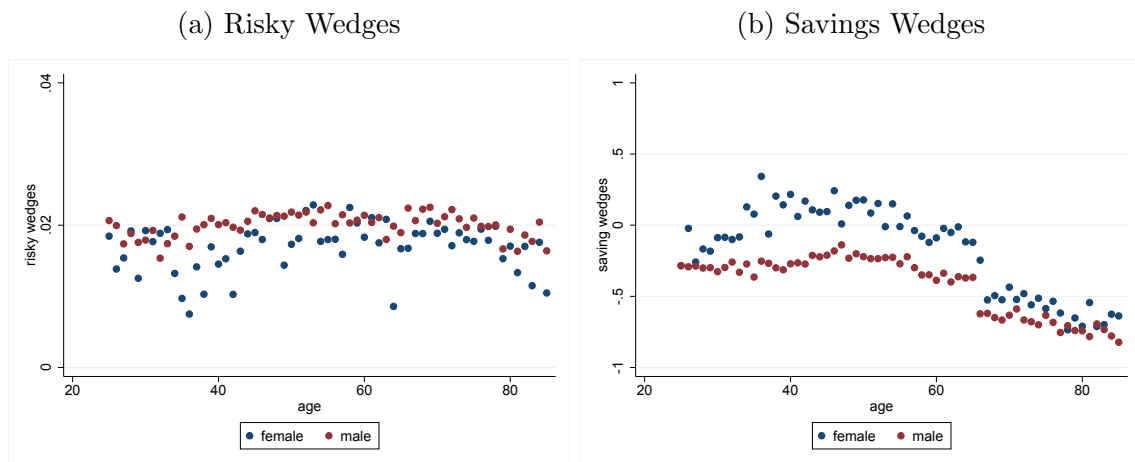 (a) Risky Wedges
(b) Savings Wedges
.04
.02
0
risky wedges
20
40
60
80
age
female
male
1
.5
0
-.5
-1
saving wedges
20
40
60
80
age
female
male